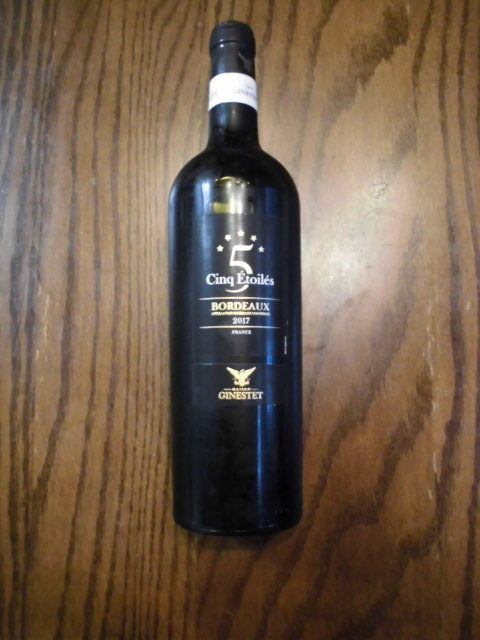 GINESTET
5
Cinq Étoilés
BORDEAUX
2017
FRANCE
MAISON
GINESTET